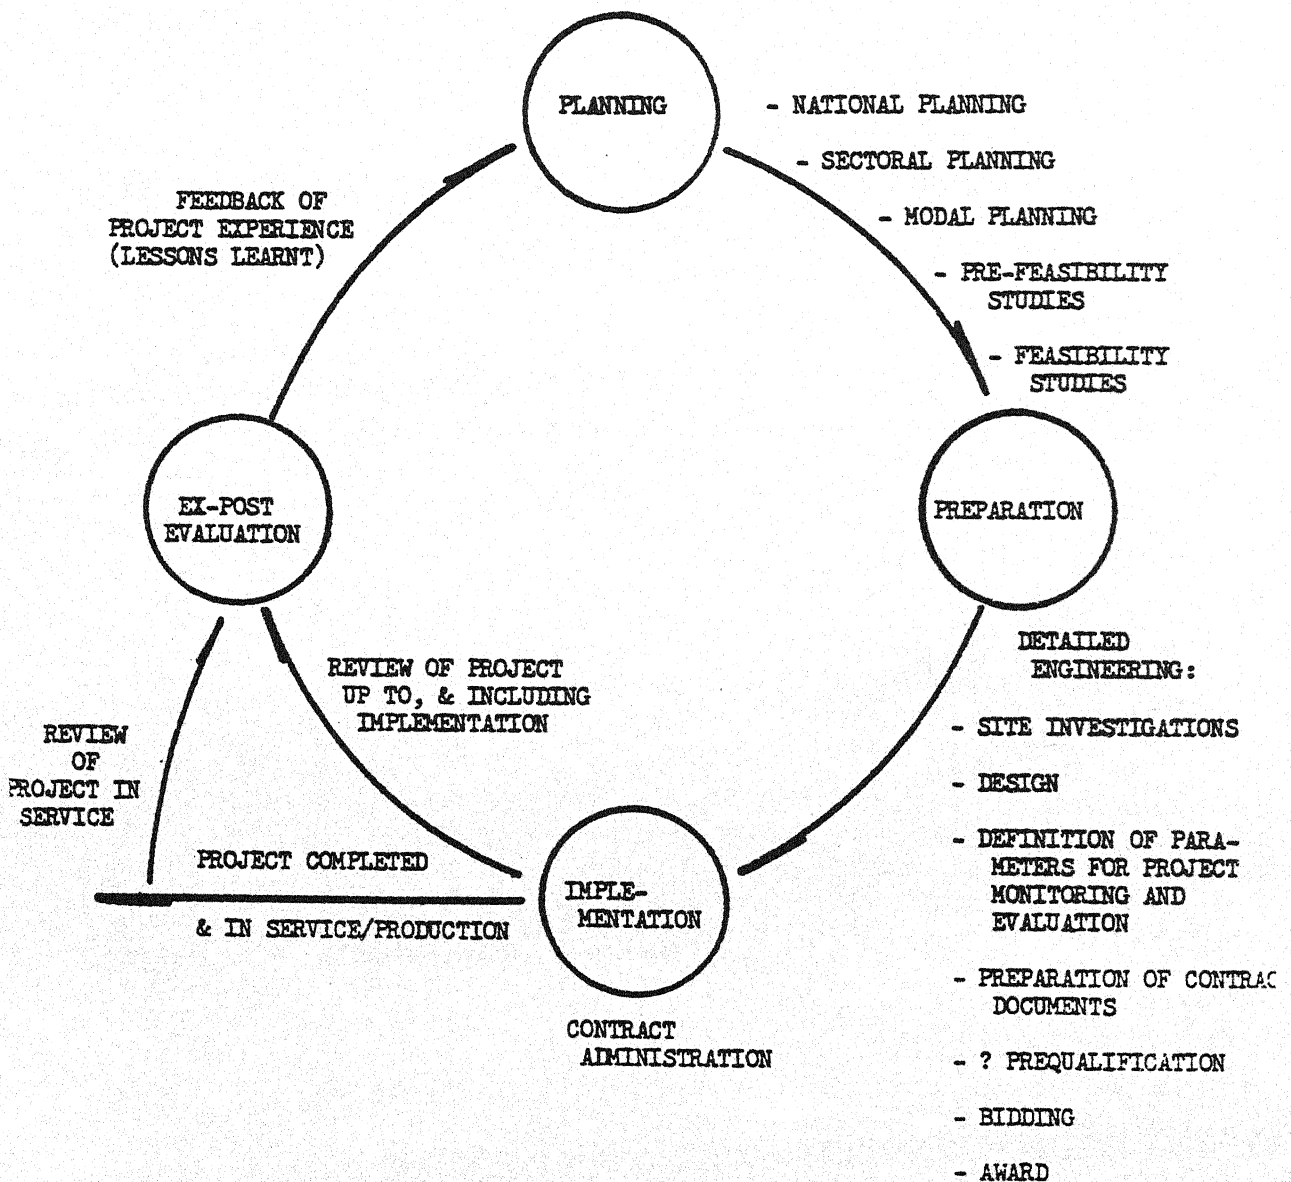 PLANNING
- NATIONAL PLANNING
- SECTORAL PLANNING
- MODAL PLANNING
- PRE-FEASIBILITY
STUDIES
- FEASIBILITY
STUDIES
FEEDBACK OF
PROJECT EXPERIENCE
(LESSONS LEARNT)
EX-POST
EVALUATION
PREPARATION
DETAILED
ENGINEERING:
- SITE INVESTIGATIONS
- DESIGN
- DEFINITION OF PARA-
METERS FOR PROJECT
MONITORING AND
EVALUATION
- PREPARATION OF CONTRAC
DOCUMENTS
- ? PREQUALIFICATION
- BIDDING
- AWARD
REVIEW OF PROJECT
UP TO, & INCLUDING
IMPLEMENTATION
REVIEW
OF
PROJECT IN
SERVICE
PROJECT COMPLETED
& IN SERVICE/PRODUCTION
IMPLE-
MENTATION
CONTRACT
ADMINISTRATION